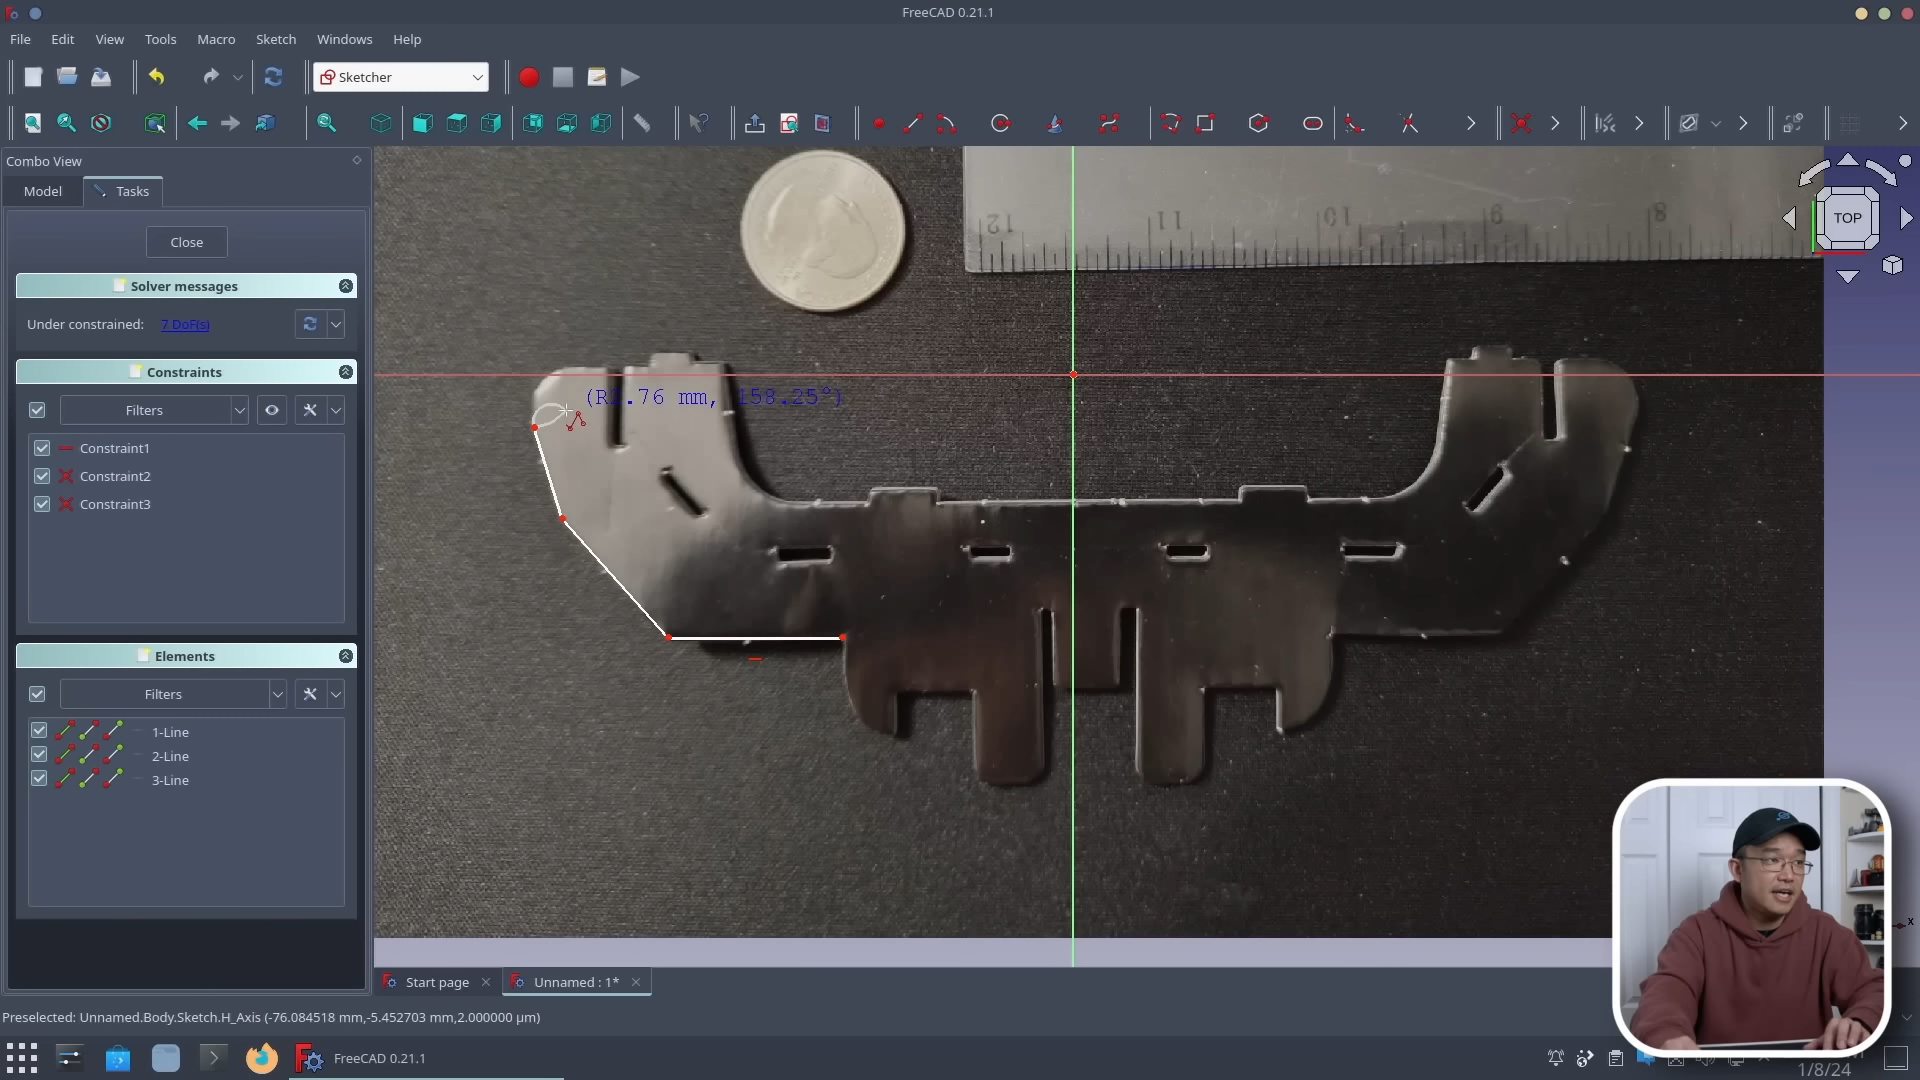 FreeCAD 0.21.1
File Edit View Tools Macro Sketch Windows Help
Sketcher
Combo View
Model Tasks
Close
Solver messages
Under constrained: 7 DoF(s)
Constraints
Filters
Constraint1
Constraint2
Constraint3
Elements
Filters
1-Line
2-Line
3-Line
12 11 10 9 8
TOP
.76 mm, 158.25°)
x
Start page
Unnamed : 1*
Preselected: Unnamed.Body.Sketch.H_Axis (-76.084518 mm,-5.452703 mm,2.000000 µm)
FreeCAD 0.21.1
1/8/24